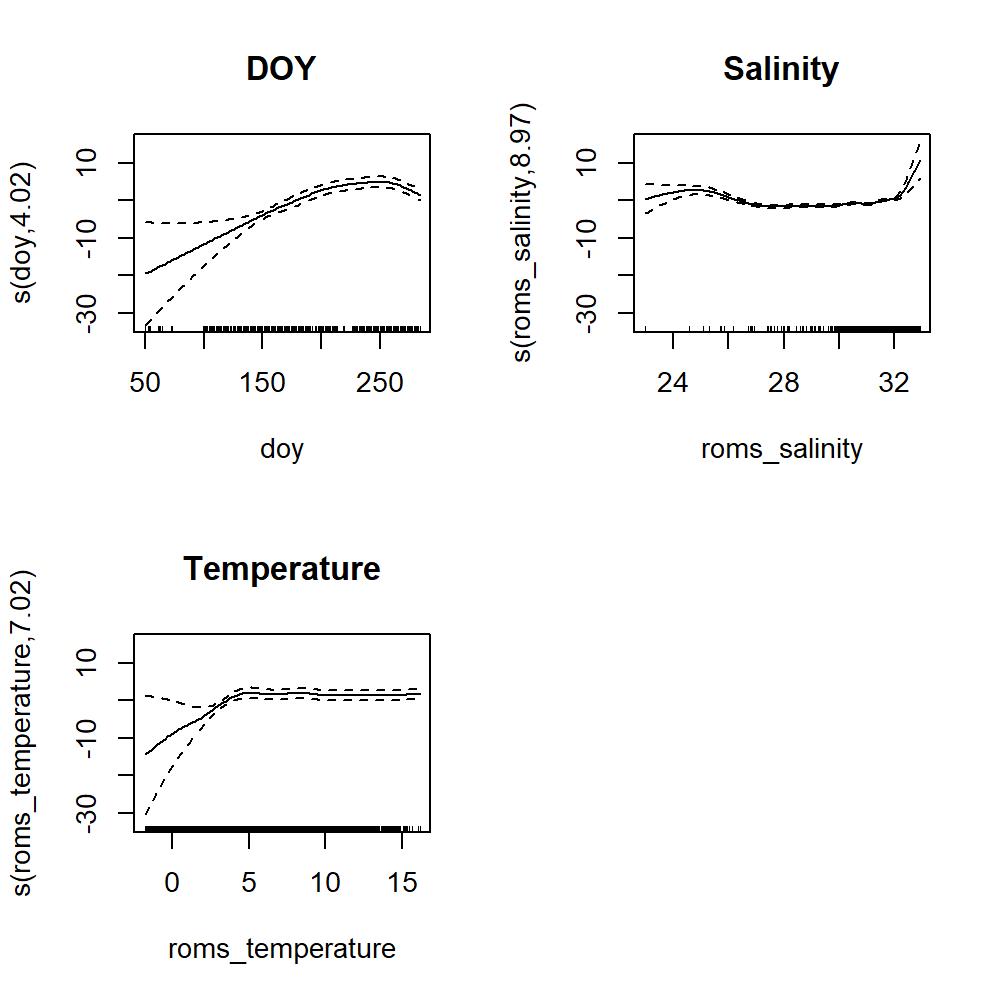 DOY
s(doy,4.02)
10
-10
-30
50 150 250
doy
Salinity
s(roms_salinity,8.97)
10
-10
-30
24 28 32
roms_salinity
Temperature
s(roms_temperature,7.02)
10
-10
-30
0 5 10 15
roms_temperature